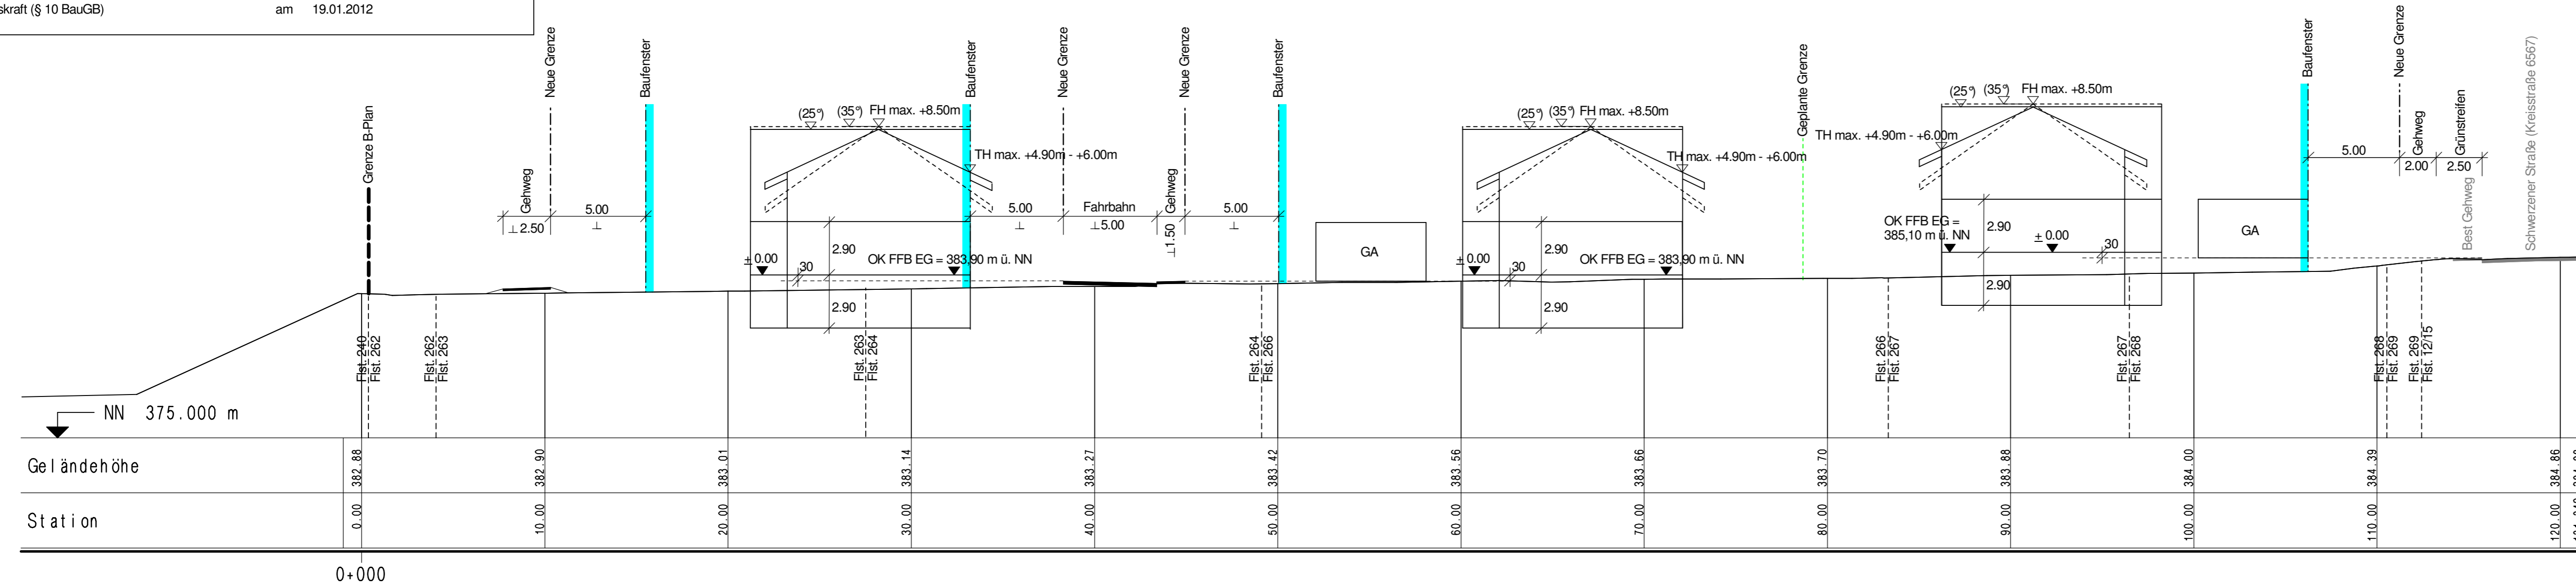 skraft (§ 10 BauGB) am 19.01.2012
Grenze B-Plan
Gehweg
Neue Grenze
Baufenster
⊥ 2.50
5.00
⊥
(25°)
(35°)
FH max. +8.50m
Baufenster
TH max. +4.90m - +6.00m
± 0.00
30
2.90
2.90
OK FFB EG = 383,90 m ü. NN
Neue Grenze
5.00
⊥
Fahrbahn
⊥5.00
Gehweg
⊥1.50
Neue Grenze
5.00
⊥
Baufenster
GA
(25°)
(35°)
FH max. +8.50m
TH max. +4.90m - +6.00m
± 0.00
30
2.90
2.90
OK FFB EG = 383,90 m ü. NN
Geplante Grenze
(25°)
(35°)
FH max. +8.50m
TH max. +4.90m - +6.00m
OK FFB EG =
385,10 m ü. NN
2.90
± 0.00
30
2.90
GA
Baufenster
5.00
Neue Grenze
Gehweg
2.00
Grünstreifen
2.50
Best Gehweg
Schwerzener Straße (Kreisstraße 6567)
Flst. 240
Flst. 262
Flst. 262
Flst. 263
Flst. 263
Flst. 264
Flst. 264
Flst. 266
Flst. 266
Flst. 267
Flst. 267
Flst. 268
Flst. 268
Flst. 269
Flst. 269
Flst. 12/15
NN 375.000 m
Geländehöhe 382.88 382.90 383.01 383.14 383.27 383.42 383.56 383.66 383.70 383.88 384.00 384.39 384.86
Station 0.00 10.00 20.00 30.00 40.00 50.00 60.00 70.00 80.00 90.00 100.00 110.00 120.00
0+000